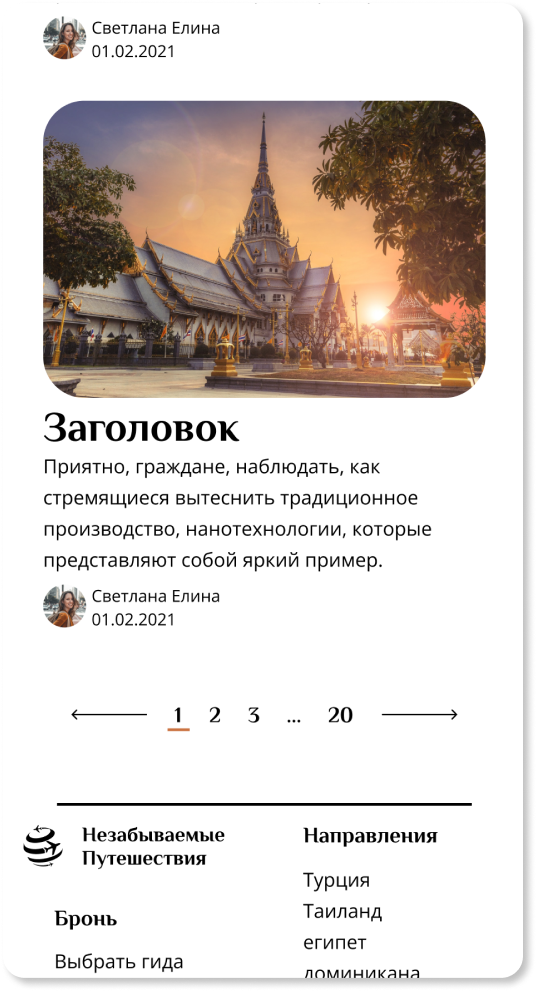 Светлана Елина
01.02.2021
Заголовок
Приятно, граждане, наблюдать, как
стремящиеся вытеснить традиционное
производство, нанотехнологии, которые
представляют собой яркий пример.
Светлана Елина
01.02.2021
1 2 3 ... 20
Незабываемые
Путешествия
Бронь
Выбрать гида
Направления
Турция
Таиланд
египет
доминикана